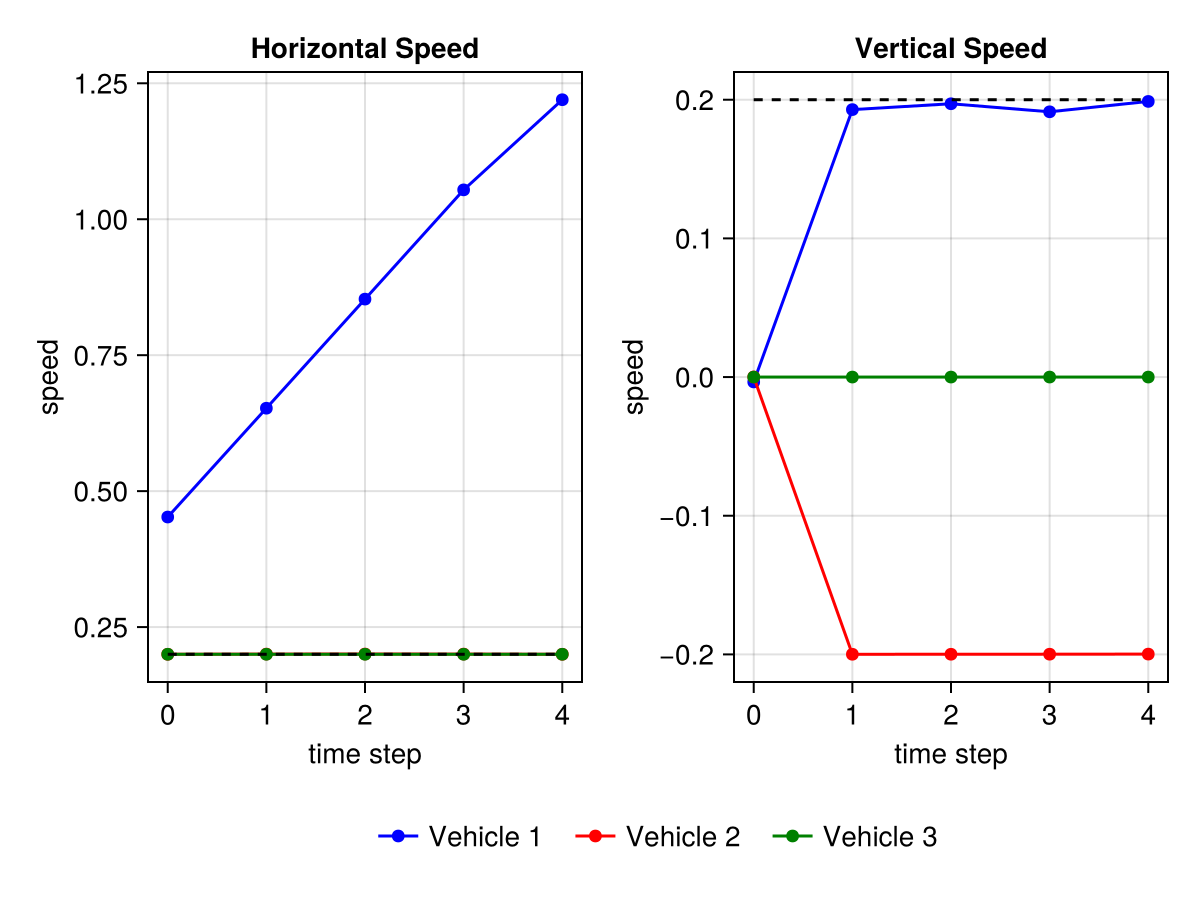 Horizontal Speed
1.25
1.00
0.75
0.50
0.25
speed
0 1 2 3 4
time step
Vertical Speed
0.2
0.1
0.0
−0.1
−0.2
speed
0 1 2 3 4
time step
Vehicle 1 Vehicle 2 Vehicle 3